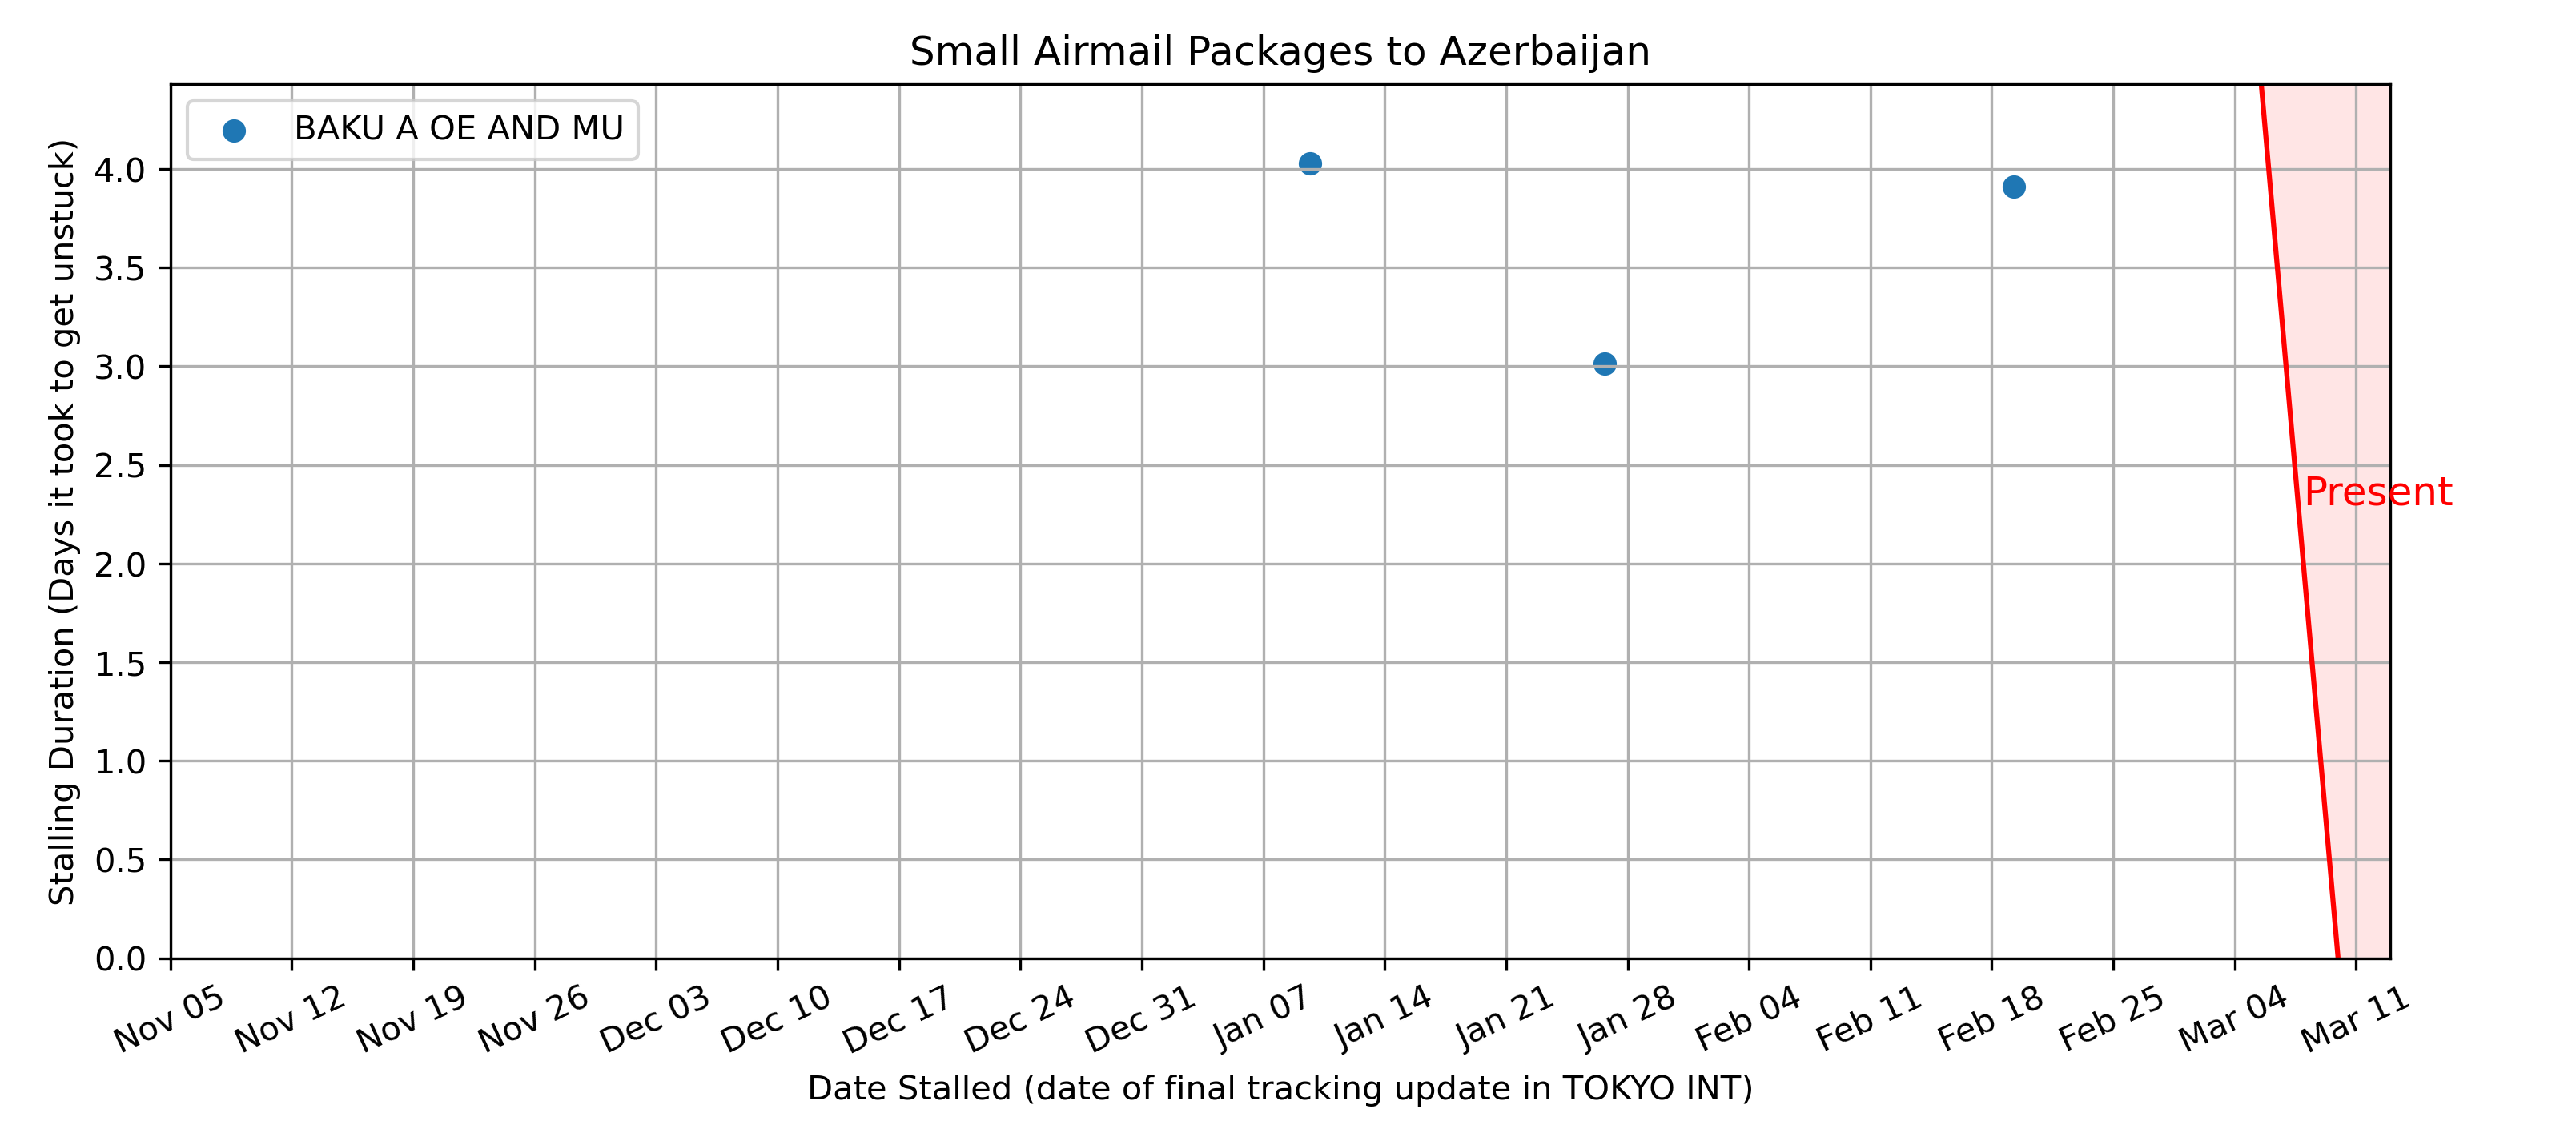 Small Airmail Packages to Azerbaijan
BAKU A OE AND MU
Stalling Duration (Days it took to get unstuck)
4.0
3.5
3.0
2.5
2.0
1.5
1.0
0.5
0.0
Present
Nov 05
Nov 12
Nov 19
Nov 26
Dec 03
Dec 10
Dec 17
Dec 24
Dec 31
Jan 07
Jan 14
Jan 21
Jan 28
Feb 04
Feb 11
Feb 18
Feb 25
Mar 04
Mar 11
Date Stalled (date of final tracking update in TOKYO INT)